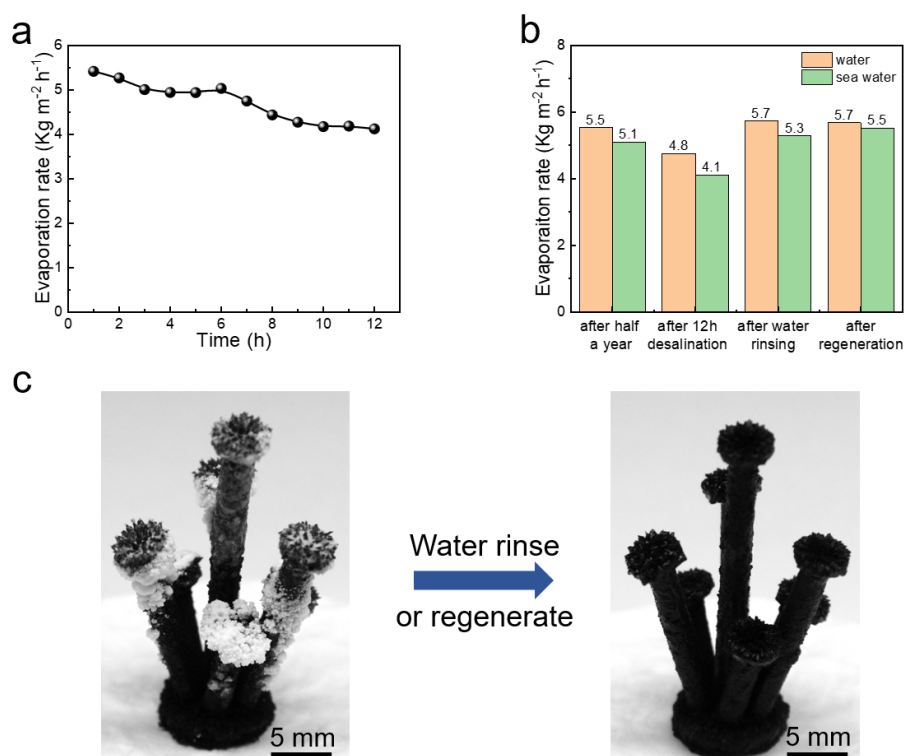 a
Evaporation rate (Kg m⁻² h⁻¹)
6
5
4
3
2
1
0
0 2 4 6 8 10 12
Time (h)
b
Evaporaiton rate (Kg m⁻² h⁻¹)
8
6
4
2
0
water
sea water
5.5 5.1 4.8 4.1 5.7 5.3 5.7 5.5
after half
a year
after 12h
desalination
after water
rinsing
after
regeneration
c
Water rinse
or regenerate
5 mm
5 mm